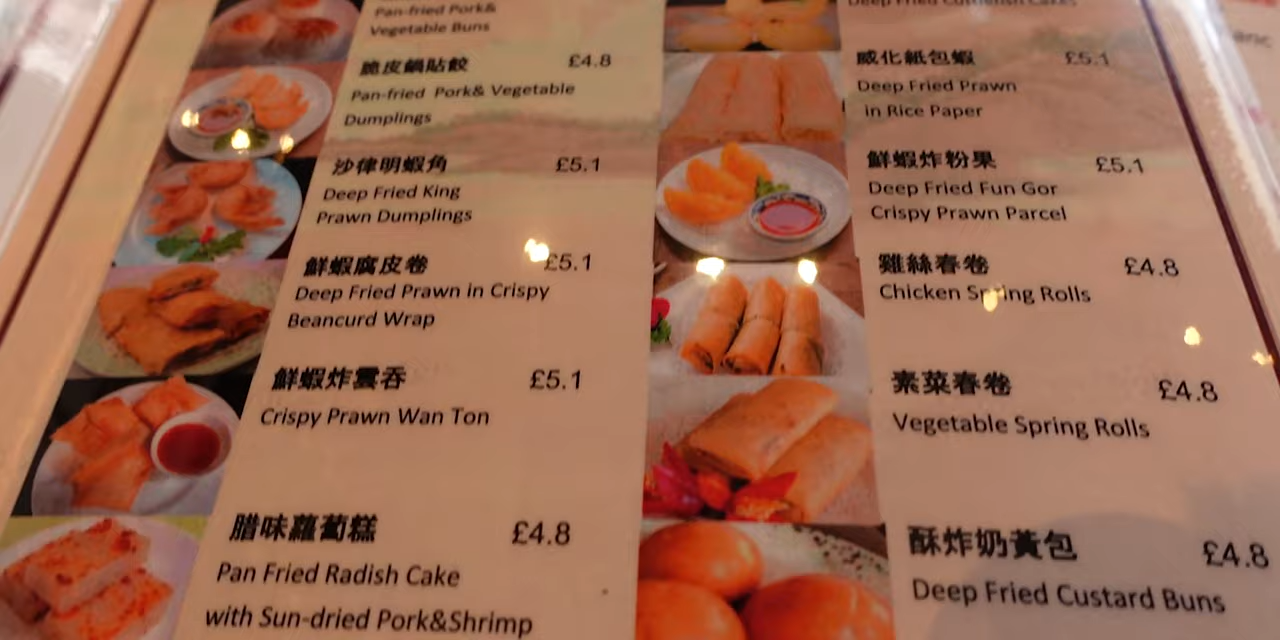 Pan-fried Pork&
Vegetable Buns
脆皮鍋貼餃 £4.8
Pan-fried Pork& Vegetable
Dumplings
沙律明蝦角 £5.1
Deep Fried King
Prawn Dumplings
鮮蝦腐皮卷 £5.1
Deep Fried Prawn in Crispy
Beancurd Wrap
鮮蝦炸雲吞 £5.1
Crispy Prawn Wan Ton
腊味蘿蔔糕 £4.8
Pan Fried Radish Cake
with Sun-dried Pork&Shrimp
Deep Fried Cuttlefish Cakes
威化紙包蝦 £5.1
Deep Fried Prawn
in Rice Paper
鮮蝦炸粉果 £5.1
Deep Fried Fun Gor
Crispy Prawn Parcel
雞絲春卷 £4.8
Chicken Spring Rolls
素菜春卷 £4.8
Vegetable Spring Rolls
酥炸奶黃包 £4.8
Deep Fried Custard Buns